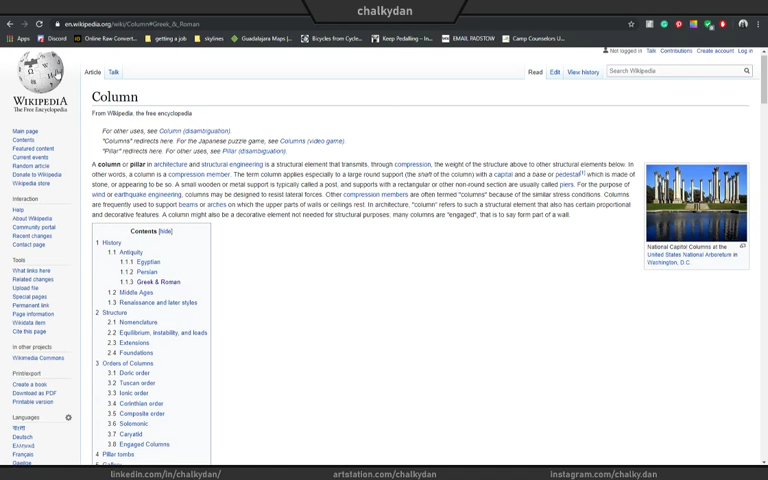 chalkydan
en.wikipedia.org/wiki/Column#Greek_&_Roman
Apps Discord Online Raw Convert... getting a job skylines Guadalajara Maps |... Bicycles from Cycle... Keep Pedalling – In... EMAIL PADSTOW Camp Counselors U...
Not logged in Talk Contributions Create account Log in
Article Talk Read Edit View history Search Wikipedia
WIKIPEDIA
The Free Encyclopedia
Main page
Contents
Featured content
Current events
Random article
Donate to Wikipedia
Wikipedia store
Interaction
Help
About Wikipedia
Community portal
Recent changes
Contact page
Tools
What links here
Related changes
Upload file
Special pages
Permanent link
Page information
Wikidata item
Cite this page
In other projects
Wikimedia Commons
Print/export
Create a book
Download as PDF
Printable version
Languages
বাংলা
Deutsch
Ελληνικά
Français
Galego
Column
From Wikipedia, the free encyclopedia
For other uses, see Column (disambiguation)
"Columns" redirects here. For the Japanese puzzle game, see Columns (video game).
"Pillar" redirects here. For other uses, see Pillar (disambiguation).
A column or pillar in architecture and structural engineering is a structural element that transmits, through compression, the weight of the structure above to other structural elements below. In
other words, a column is a compression member. The term column applies especially to a large round support (the shaft of the column) with a capital and a base or pedestal[1] which is made of
stone, or appearing to be so. A small wooden or metal support is typically called a post, and supports with a rectangular or other non-round section are usually called piers. For the purpose of
wind or earthquake engineering, columns may be designed to resist lateral forces. Other compression members are often termed "columns" because of the similar stress conditions. Columns
are frequently used to support beams or arches on which the upper parts of walls or ceilings rest. In architecture, "column" refers to such a structural element that also has certain proportional
and decorative features. A column might also be a decorative element not needed for structural purposes; many columns are "engaged", that is to say form part of a wall.
National Capitol Columns at the
United States National Arboretum in
Washington, D.C.
Contents [hide]
1 History
1.1 Antiquity
1.1.1 Egyptian
1.1.2 Persian
1.1.3 Greek & Roman
1.2 Middle Ages
1.3 Renaissance and later styles
2 Structure
2.1 Nomenclature
2.2 Equilibrium, instability, and loads
2.3 Extensions
2.4 Foundations
3 Orders of Columns
3.1 Doric order
3.2 Tuscan order
3.3 Ionic order
3.4 Corinthian order
3.5 Composite order
3.6 Solomonic
3.7 Caryatid
3.8 Engaged Columns
4 Pillar tombs
linkedin.com/in/chalkydan/ artstation.com/chalkydan instagram.com/chalky.dan